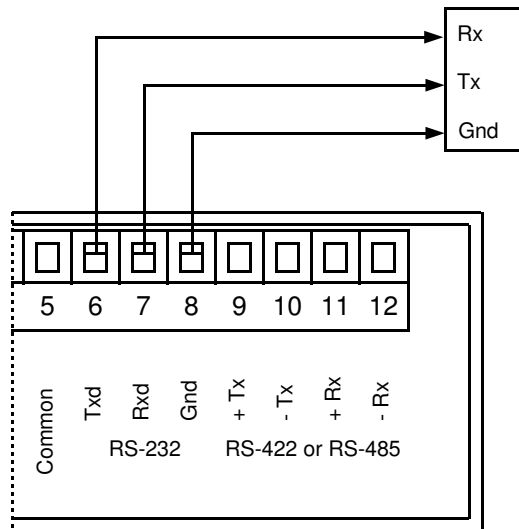 Rx
Tx
Gnd
5 6 7 8 9 10 11 12
Common
Txd
Rxd
Gnd
+ Tx
- Tx
+ Rx
- Rx
RS-232 RS-422 or RS-485